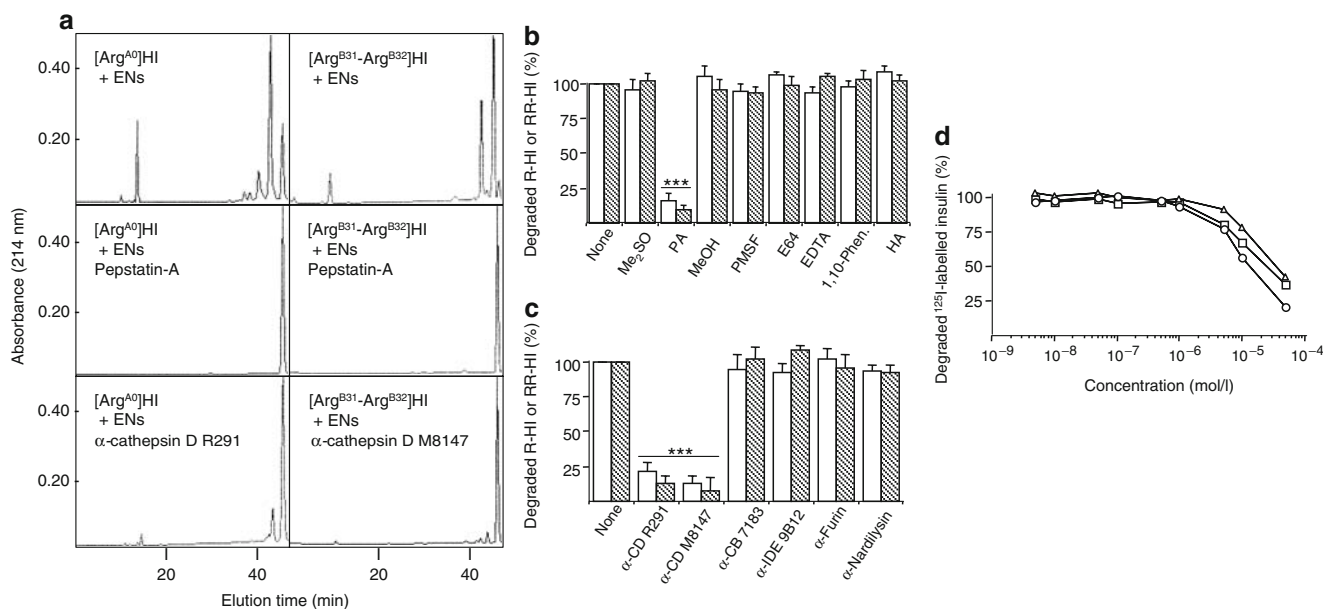 a
[Arg^A0]HI
+ ENs
[Arg^B31-Arg^B32]HI
+ ENs
0.40
0.20
[Arg^A0]HI
+ ENs
Pepstatin-A
[Arg^B31-Arg^B32]HI
+ ENs
Pepstatin-A
0.40
0.20
[Arg^A0]HI
+ ENs
α-cathepsin D R291
[Arg^B31-Arg^B32]HI
+ ENs
α-cathepsin D M8147
0.40
0.20
Absorbance (214 nm)
20
40
20
40
Elution time (min)
b
Degraded R-HI or RR-HI (%)
100
75
50
25
***
None
Me₂SO
PA
MeOH
PMSF
E64
EDTA
1,10-Phen.
HA
c
Degraded R-HI or RR-HI (%)
100
75
50
25
***
None
α-CD R291
α-CD M8147
α-CB 7183
α-IDE 9B12
α-Furin
α-Nardilysin
d
Degraded ¹²⁵I-labelled insulin (%)
100
75
50
25
10⁻⁹
10⁻⁸
10⁻⁷
10⁻⁶
10⁻⁵
10⁻⁴
Concentration (mol/l)